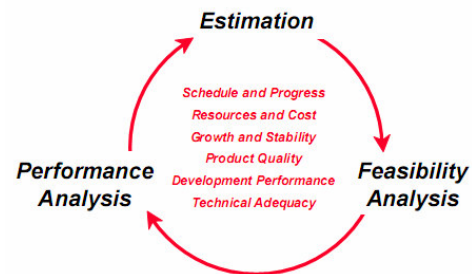 Estimation
Schedule and Progress
Resources and Cost
Growth and Stability
Product Quality
Development Performance
Technical Adequacy
Performance
Analysis
Feasibility
Analysis